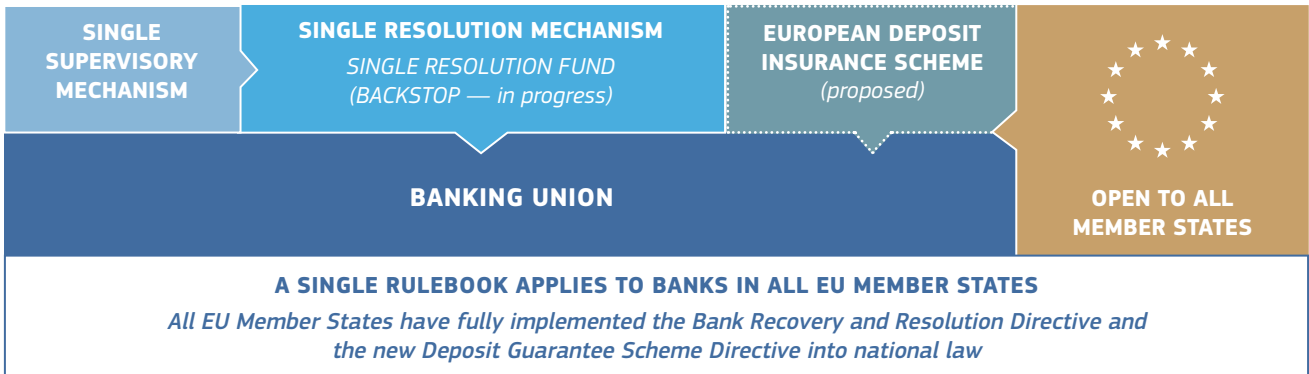 SINGLE
SUPERVISORY
MECHANISM
SINGLE RESOLUTION MECHANISM
SINGLE RESOLUTION FUND
(BACKSTOP — in progress)
EUROPEAN DEPOSIT
INSURANCE SCHEME
(proposed)
BANKING UNION
OPEN TO ALL
MEMBER STATES
A SINGLE RULEBOOK APPLIES TO BANKS IN ALL EU MEMBER STATES
All EU Member States have fully implemented the Bank Recovery and Resolution Directive and
the new Deposit Guarantee Scheme Directive into national law